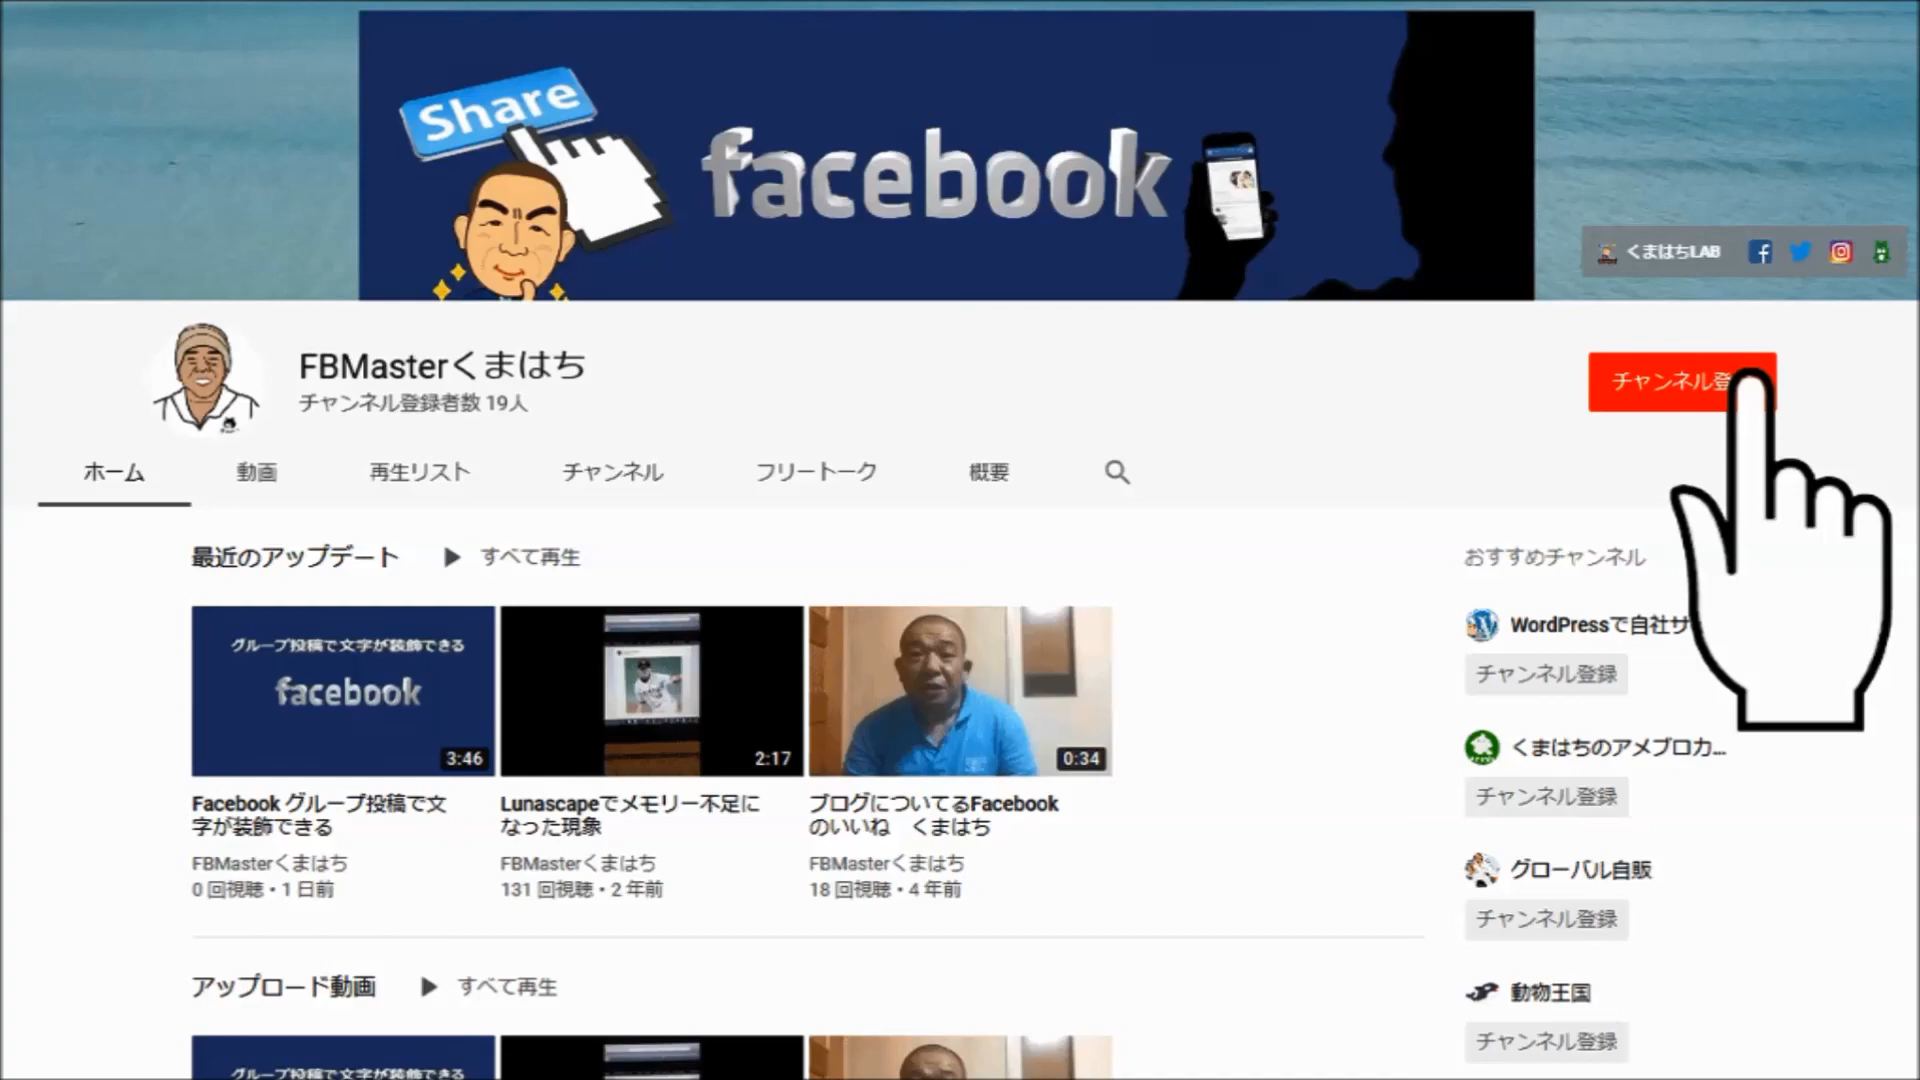 Share
facebook
くまはちLAB
FBMasterくまはち
チャンネル登録者数 19人
チャンネル登
ホーム
動画
再生リスト
チャンネル
フリートーク
概要
最近のアップデート
すべて再生
グループ投稿で文字が装飾できる
facebook
3:46
Facebook グループ投稿で文
字が装飾できる
FBMasterくまはち
0 回視聴・1 日前
2:17
Lunascapeでメモリー不足に
なった現象
FBMasterくまはち
131 回視聴・2 年前
0:34
ブログについてるFacebook
のいいね　くまはち
FBMasterくまはち
18 回視聴・4 年前
アップロード動画
すべて再生
グループ投稿で文字が装飾できる
おすすめチャンネル
WordPressで自社サ
チャンネル登録
くまはちのアメブロカ...
チャンネル登録
グローバル自販
チャンネル登録
動物王国
チャンネル登録